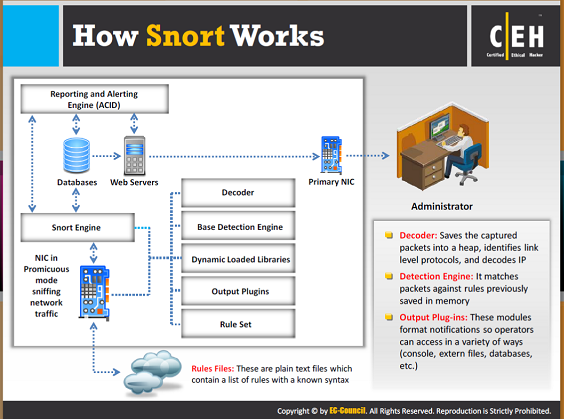 How Snort Works
C|EH
Certified Ethical Hacker
Reporting and Alerting
Engine (ACID)
Databases
Web Servers
Primary NIC
Administrator
Snort Engine
NIC in
Promicuous
mode
sniffing
network
traffic
Decoder
Base Detection Engine
Dynamic Loaded Libraries
Output Plugins
Rule Set
Rules Files: These are plain text files which
contain a list of rules with a known syntax
Decoder: Saves the captured
packets into a heap, identifies link
level protocols, and decodes IP
Detection Engine: It matches
packets against rules previously
saved in memory
Output Plug-ins: These modules
format notifications so operators
can access in a variety of ways
(console, extern files, databases,
etc.)
Copyright © by EC-Council. All Rights Reserved. Reproduction is Strictly Prohibited.